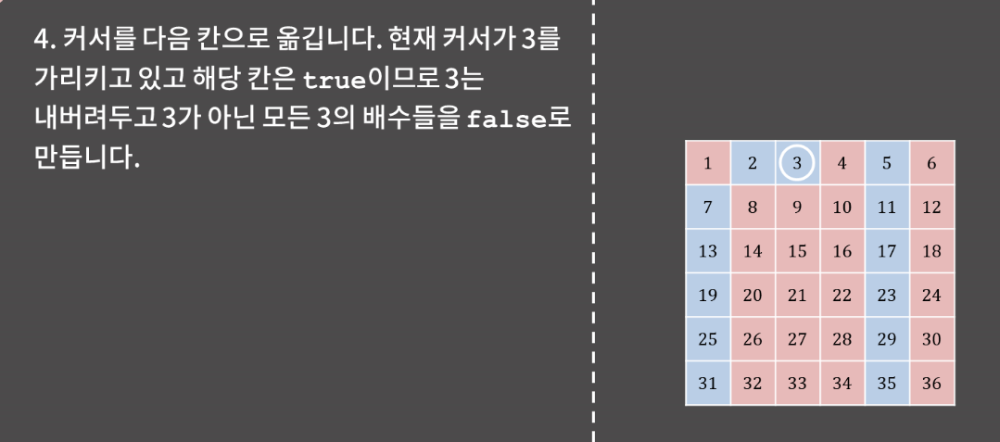 4. 커서를 다음 칸으로 옮깁니다. 현재 커서가 3를
가리키고 있고 해당 칸은 true이므로 3는
내버려두고 3가 아닌 모든 3의 배수들을 false로
만듭니다.
1 2 3 4 5 6
7 8 9 10 11 12
13 14 15 16 17 18
19 20 21 22 23 24
25 26 27 28 29 30
31 32 33 34 35 36